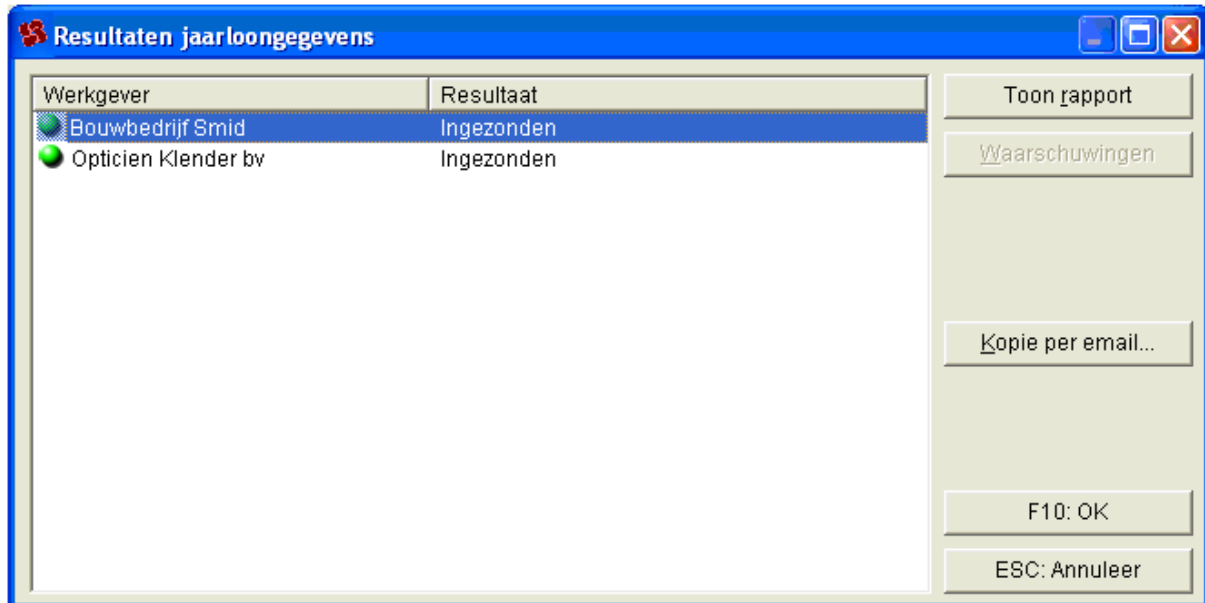 Resultaten jaarloongegevens
Werkgever Resultaat
Bouwbedrijf Smid Ingezonden
Opticien Klender bv Ingezonden
Toon rapport
Waarschuwingen
Kopie per email...
F10: OK
ESC: Annuleer